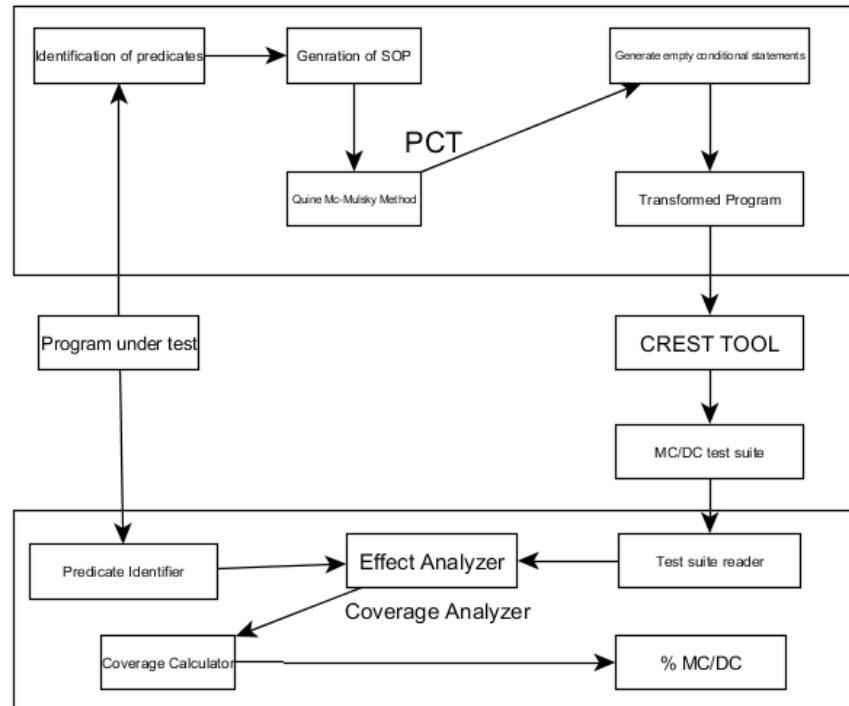 Identification of predicates
Genration of SOP
Generate empty conditional statements
PCT
Quine Mc-Mulsky Method
Transformed Program
Program under test
CREST TOOL
MC/DC test suite
Predicate Identifier
Effect Analyzer
Test suite reader
Coverage Analyzer
Coverage Calculator
% MC/DC